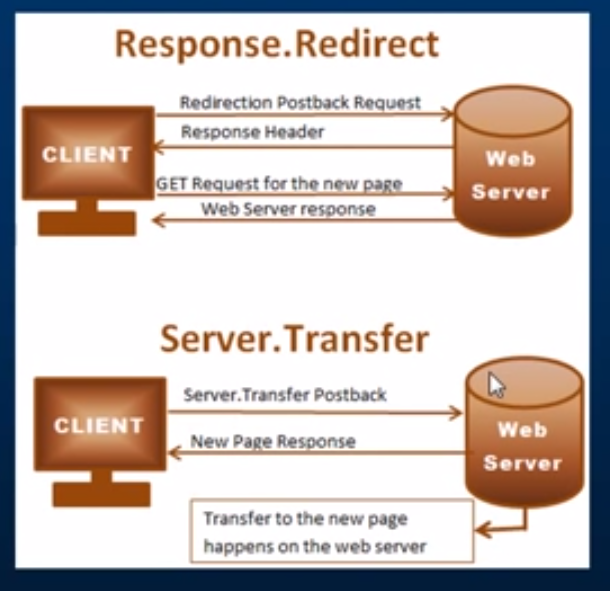 Response.Redirect
Redirection Postback Request
Response Header
CLIENT
Web
Server
GET Request for the new page
Web Server response
Server.Transfer
Server.Transfer Postback
CLIENT
New Page Response
Web
Server
Transfer to the new page
happens on the web server